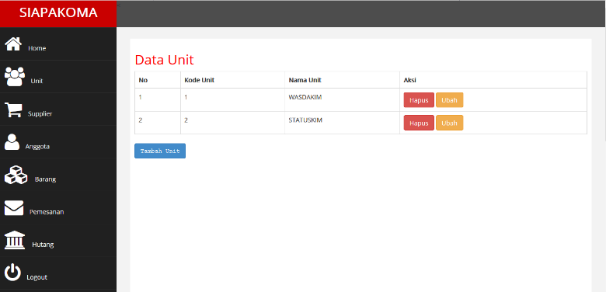 SIAPAKOMA
Home
Unit
Supplier
Anggota
Barang
Pemesanan
Hutang
Logout
Data Unit
No Kode Unit Nama Unit Aksi
1 1 WASDAKIM Hapus Ubah
2 2 STATUSKIM Hapus Ubah
Tambah Unit